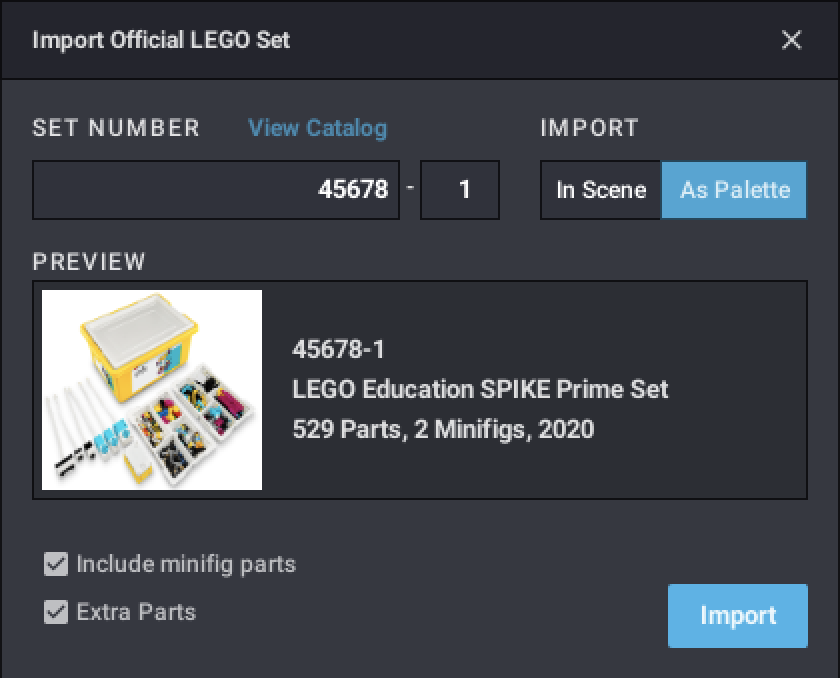 Import Official LEGO Set
SET NUMBER View Catalog IMPORT
45678 - 1 In Scene As Palette
PREVIEW
45678-1
LEGO Education SPIKE Prime Set
529 Parts, 2 Minifigs, 2020
Include minifig parts
Extra Parts
Import